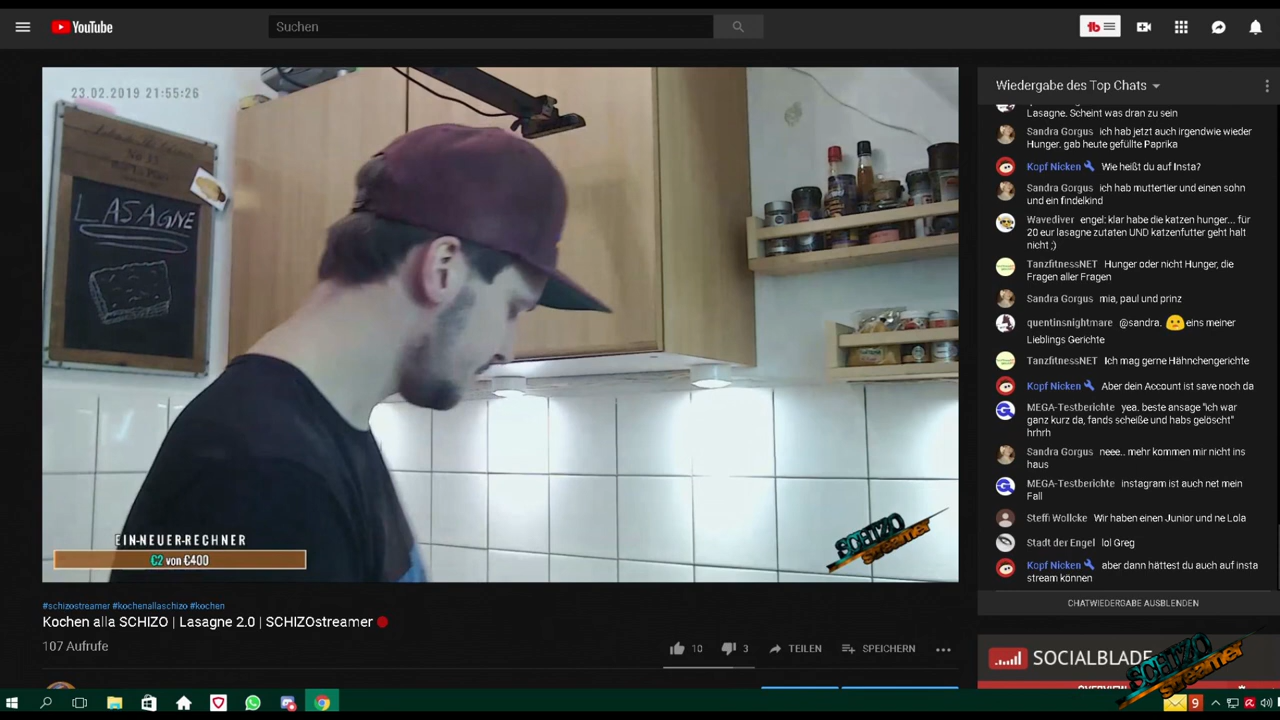 YouTube
Suchen
23.02.2019 21:55:26
LASAGNE
EIN-NEUER-RECHNER
€2 von €400
SCHIZO
streamer
#schizostreamer #kochenallaschizo #kochen
Kochen alla SCHIZO | Lasagne 2.0 | SCHIZOstreamer
107 Aufrufe
10
3
TEILEN
SPEICHERN
Wiedergabe des Top Chats
Lasagne. Scheint was dran zu sein
Sandra Gorgus ich hab jetzt auch irgendwie wieder
Hunger. gab heute gefüllte Paprika
Kopf Nicken Wie heißt du auf Insta?
Sandra Gorgus ich hab muttertier und einen sohn
und ein findelkind
Wavediver engel: klar habe die katzen hunger... für
20 eur lasagne zutaten UND katzenfutter geht halt
nicht ;)
TanzfitnessNET Hunger oder nicht Hunger, die
Fragen aller Fragen
Sandra Gorgus mia, paul und prinz
quentinsnightmare @sandra. eins meiner
Lieblings Gerichte
TanzfitnessNET Ich mag gerne Hähnchengerichte
Kopf Nicken Aber dein Account ist save noch da
MEGA-Testberichte yea. beste ansage "ich war
ganz kurz da, fands scheiße und habs gelöscht"
hrhrh
Sandra Gorgus neee.. mehr kommen mir nicht ins
haus
MEGA-Testberichte instagram ist auch net mein
Fall
Steffi Wollcke Wir haben einen Junior und ne Lola
Stadt der Engel lol Greg
Kopf Nicken aber dann hättest du auch auf insta
stream können
CHATWIEDERGABE AUSBLENDEN
SOCIALBLADE
SCHIZO
streamer
9